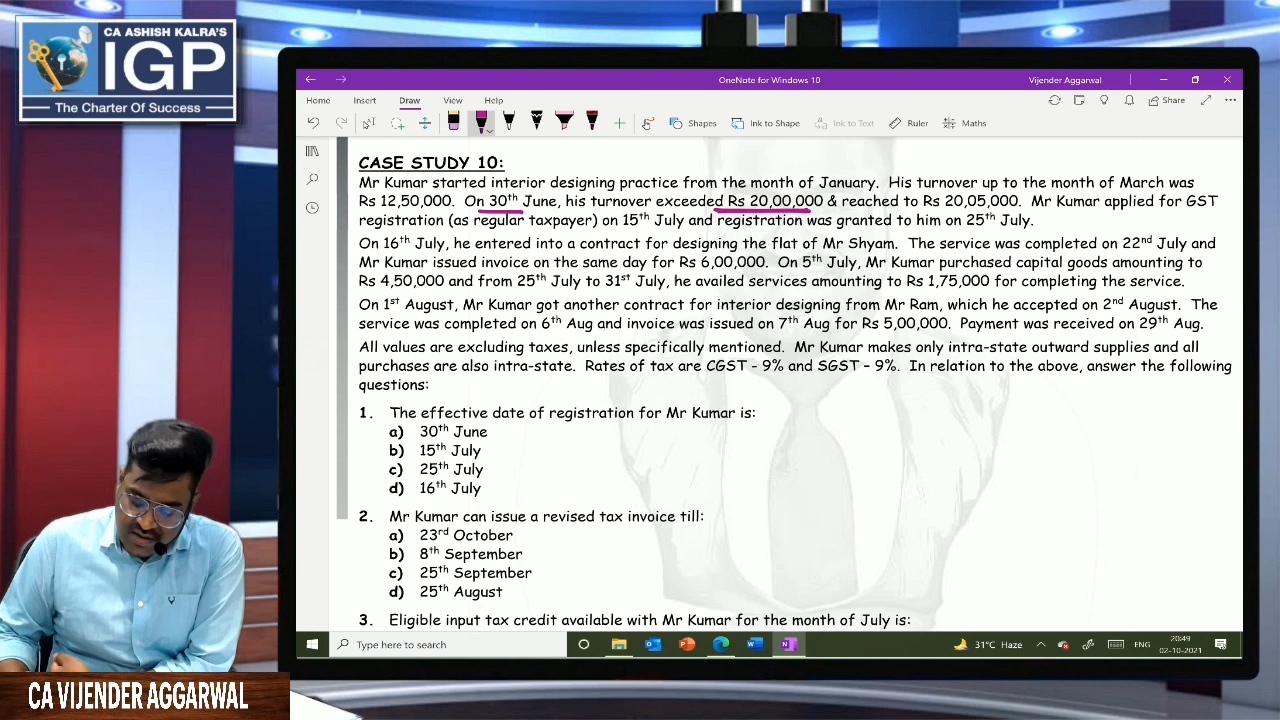 CA ASHISH KALRA'S
IGP
The Charter Of Success
OneNote for Windows 10
Vijender Aggarwal
Home Insert Draw View Help
Share
Shapes Ink to Shape Ink to Text Ruler Maths
CASE STUDY 10:
Mr Kumar started interior designing practice from the month of January. His turnover up to the month of March was
Rs 12,50,000. On 30th June, his turnover exceeded Rs 20,00,000 & reached to Rs 20,05,000. Mr Kumar applied for GST
registration (as regular taxpayer) on 15th July and registration was granted to him on 25th July.
On 16th July, he entered into a contract for designing the flat of Mr Shyam. The service was completed on 22nd July and
Mr Kumar issued invoice on the same day for Rs 6,00,000. On 5th July, Mr Kumar purchased capital goods amounting to
Rs 4,50,000 and from 25th July to 31st July, he availed services amounting to Rs 1,75,000 for completing the service.
On 1st August, Mr Kumar got another contract for interior designing from Mr Ram, which he accepted on 2nd August. The
service was completed on 6th Aug and invoice was issued on 7th Aug for Rs 5,00,000. Payment was received on 29th Aug.
All values are excluding taxes, unless specifically mentioned. Mr Kumar makes only intra-state outward supplies and all
purchases are also intra-state. Rates of tax are CGST - 9% and SGST – 9%. In relation to the above, answer the following
questions:
1. The effective date of registration for Mr Kumar is:
a) 30th June
b) 15th July
c) 25th July
d) 16th July
2. Mr Kumar can issue a revised tax invoice till:
a) 23rd October
b) 8th September
c) 25th September
d) 25th August
3. Eligible input tax credit available with Mr Kumar for the month of July is:
Type here to search
31°C Haze
ENG
20:49
02-10-2021
CA VIJENDER AGGARWAL